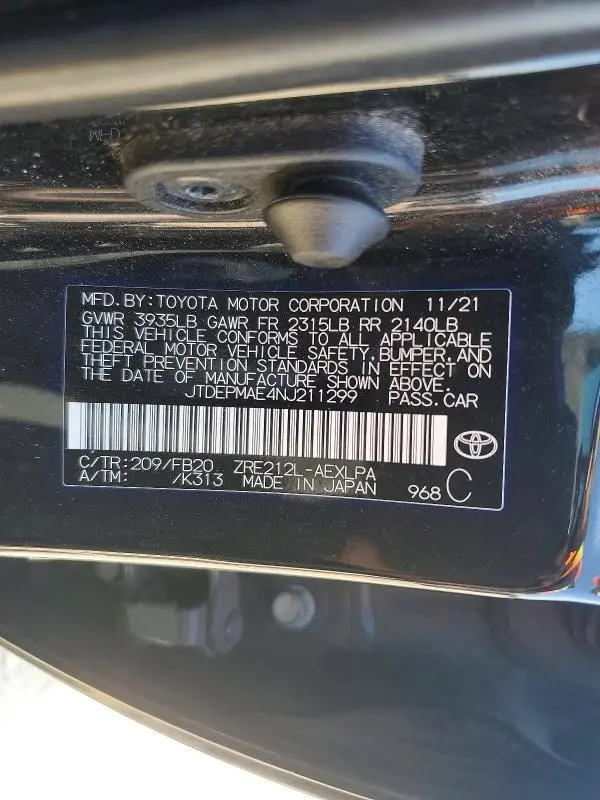 MFD.BY:TOYOTA MOTOR CORPORATION 11/21
GVWR 3935LB GAWR FR 2315LB RR 2140LB
THIS VEHICLE CONFORMS TO ALL APPLICABLE
FEDERAL MOTOR VEHICLE SAFETY,BUMPER,AND
THEFT PREVENTION STANDARDS IN EFFECT ON
THE DATE OF MANUFACTURE SHOWN ABOVE.
JTDEPMAE4NJ211299 PASS.CAR
C/TR:209/FB20 ZRE212L-AEXLPA
A/TM: /K313 MADE IN JAPAN 968 C